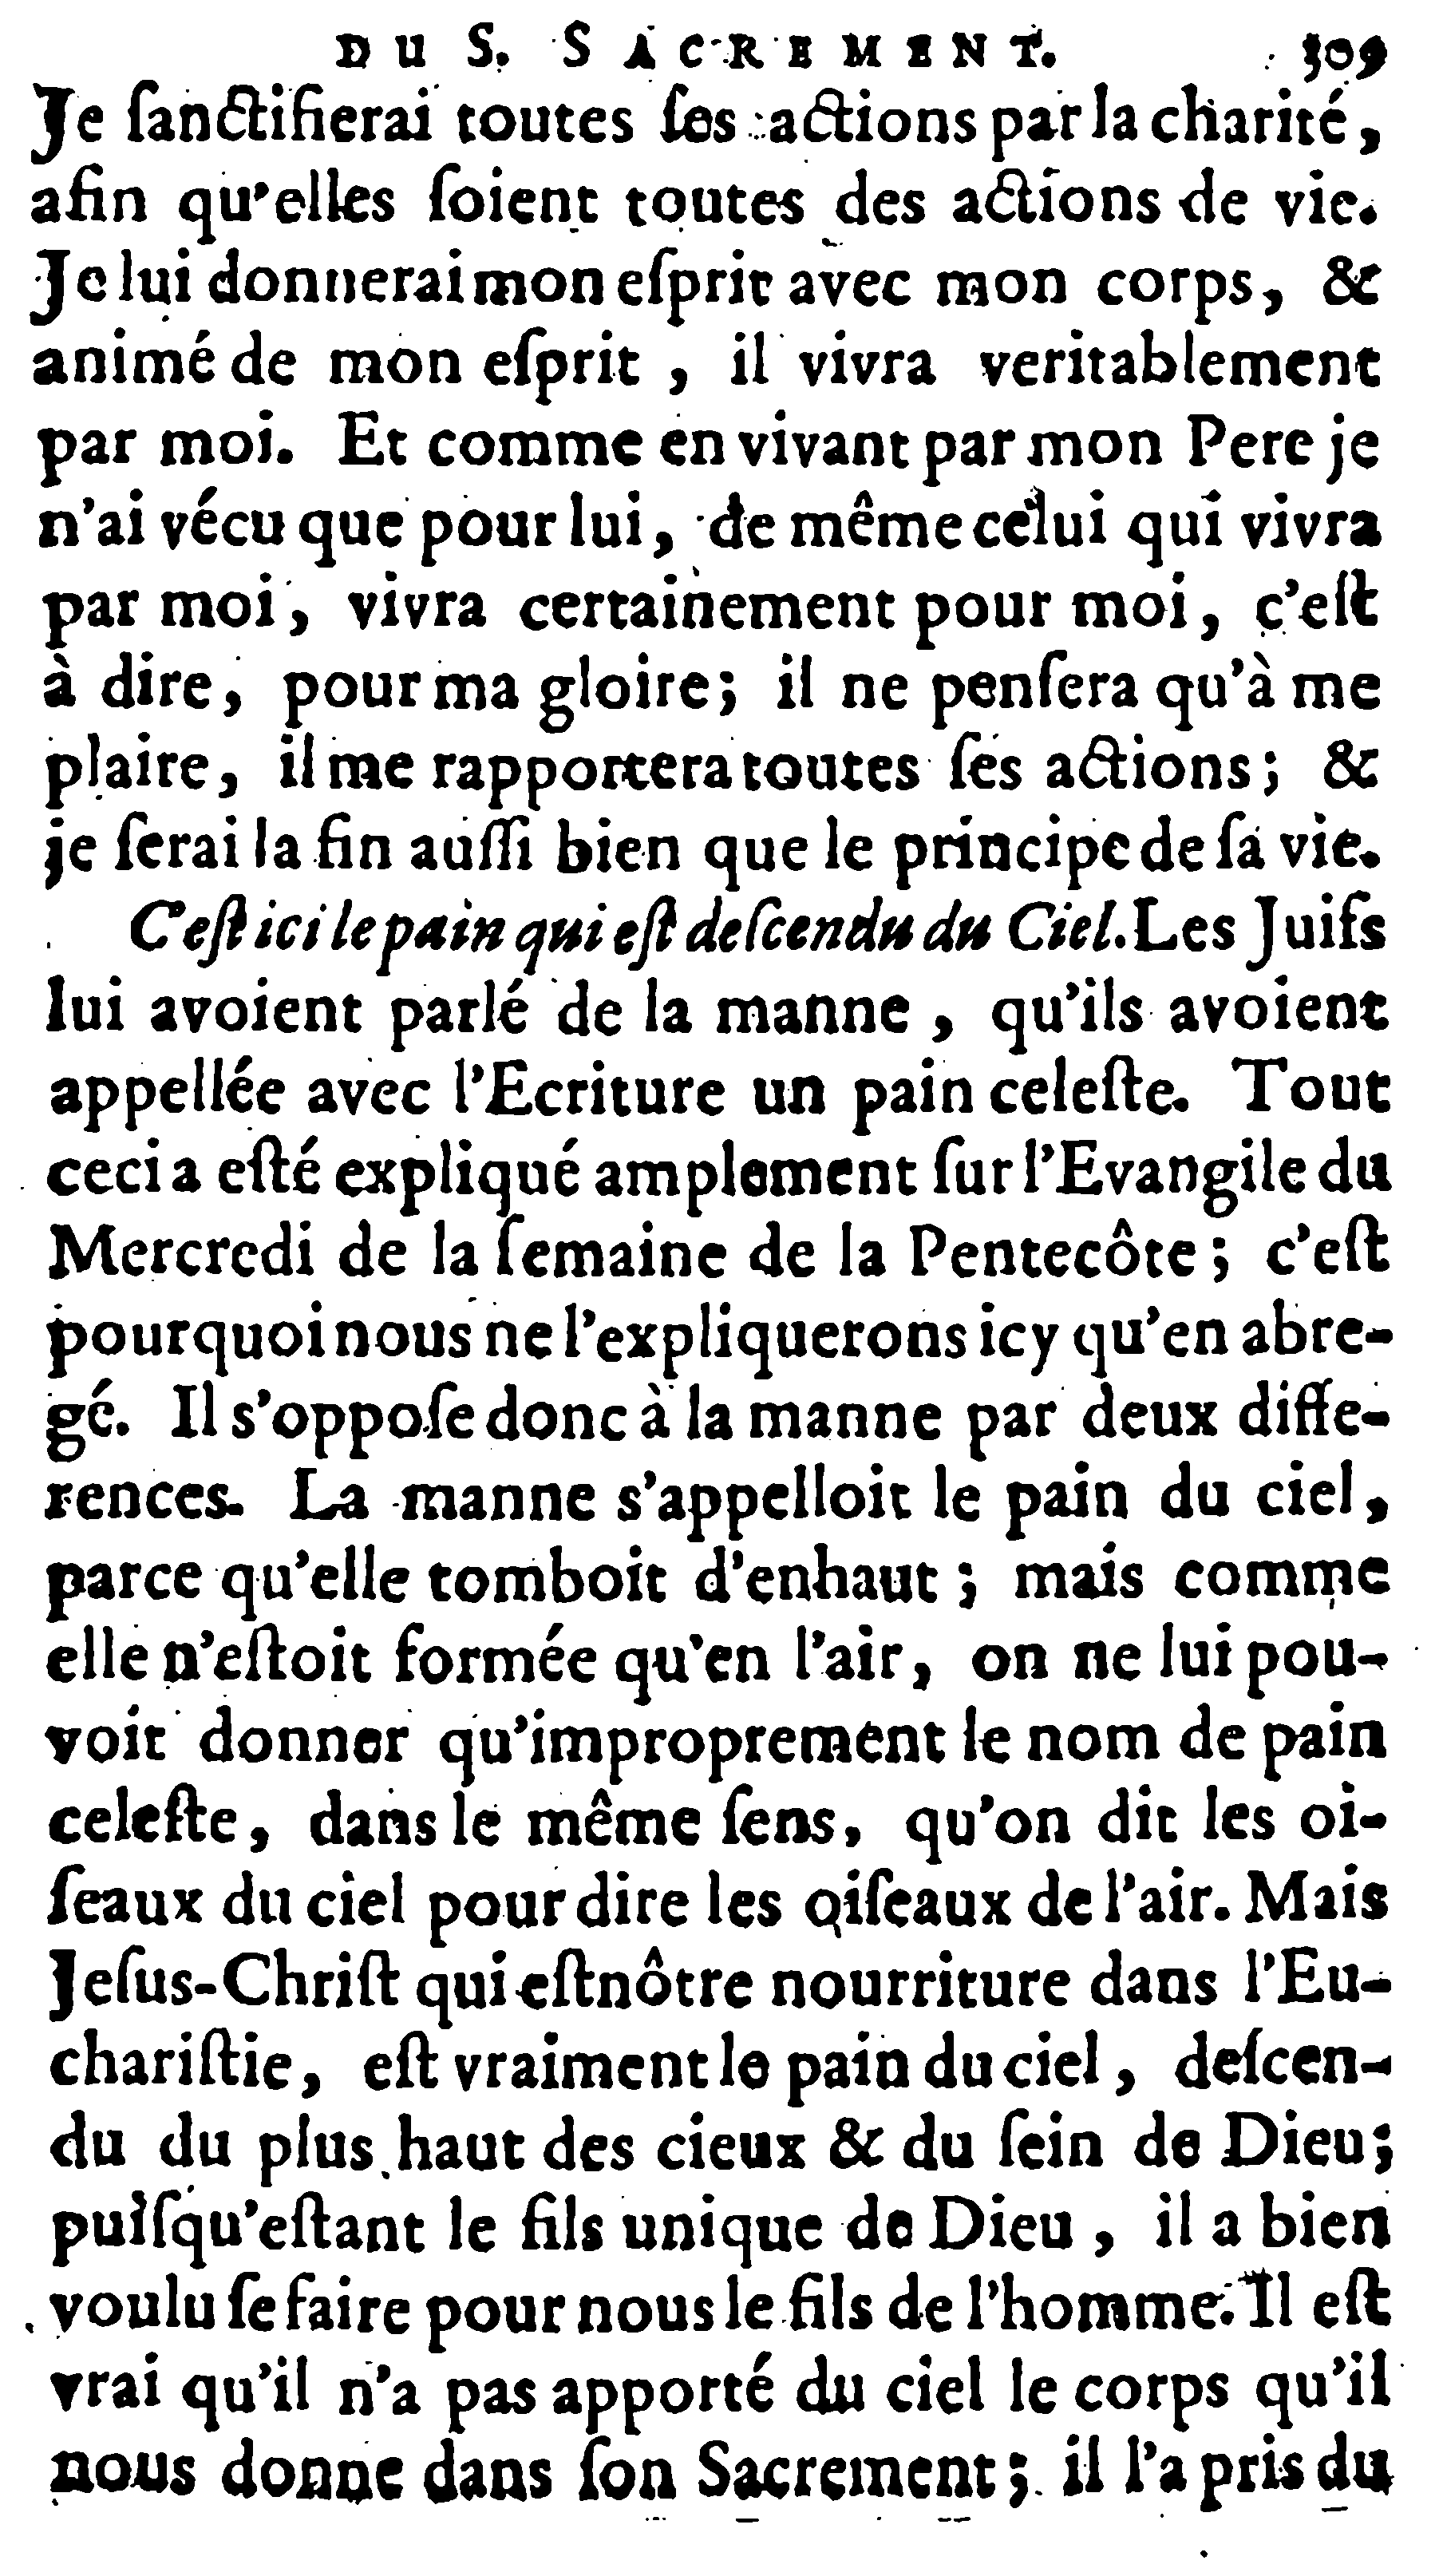 DU S. SACREMENT. 309
Je ſanctifierai toutes ſes actions par la charité,
afin qu'elles ſoient toutes des actions de vie.
Je lui donnerai mon eſprit avec mon corps, &
animé de mon eſprit, il vivra veritablement
par moi. Et comme en vivant par mon Pere je
n'ai vécu que pour lui, de même celui qui vivra
par moi, vivra certainement pour moi, c'eſt
à dire, pour ma gloire; il ne penſera qu'à me
plaire, il me rapportera toutes ſes actions; &
je ſerai la fin auſſi bien que le principe de ſa vie.
C'eſt ici le pain qui eſt deſcendu du Ciel. Les Juifs
lui avoient parlé de la manne, qu'ils avoient
appellée avec l'Ecriture un pain celeſte. Tout
ceci a eſté expliqué amplement ſur l'Evangile du
Mercredi de la ſemaine de la Pentecôte; c'eſt
pourquoi nous ne l'expliquerons icy qu'en abre-
gé. Il s'oppoſe donc à la manne par deux diffe-
rences. La manne s'appelloit le pain du ciel,
parce qu'elle tomboit d'enhaut; mais comme
elle n'eſtoit formée qu'en l'air, on ne lui pou-
voit donner qu'improprement le nom de pain
celeſte, dans le même ſens, qu'on dit les oi-
ſeaux du ciel pour dire les oiſeaux de l'air. Mais
Jeſus-Chriſt qui eſt nôtre nourriture dans l'Eu-
chariſtie, eſt vraiment le pain du ciel, deſcen-
du du plus haut des cieux & du ſein de Dieu;
puiſqu'eſtant le fils unique de Dieu, il a bien
voulu ſe faire pour nous le fils de l'homme. Il eſt
vrai qu'il n'a pas apporté du ciel le corps qu'il
nous donne dans ſon Sacrement; il l'a pris du